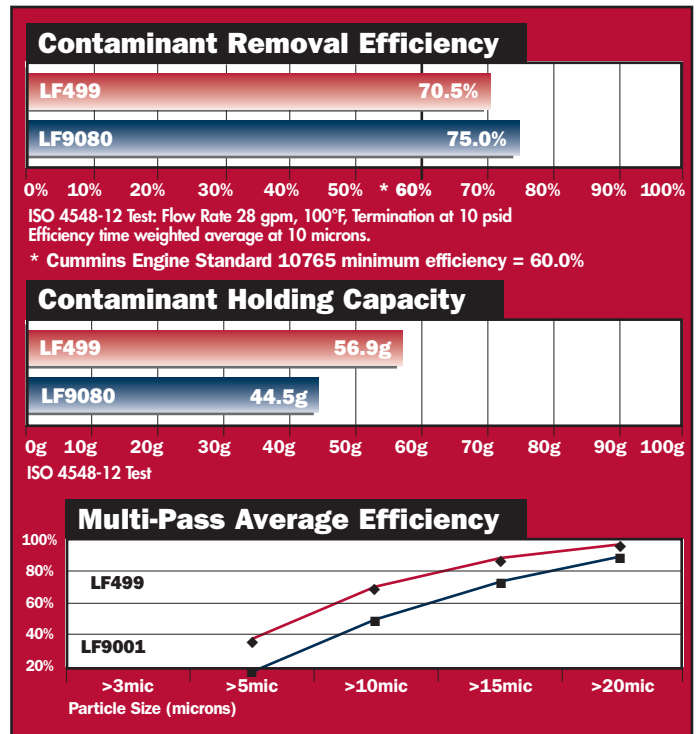 Contaminant Removal Efficiency
LF499 70.5%
LF9080 75.0%
0% 10% 20% 30% 40% 50% * 60% 70% 80% 90% 100%
ISO 4548-12 Test: Flow Rate 28 gpm, 100°F, Termination at 10 psid
Efficiency time weighted average at 10 microns.
* Cummins Engine Standard 10765 minimum efficiency = 60.0%
Contaminant Holding Capacity
LF499 56.9g
LF9080 44.5g
0g 10g 20g 30g 40g 50g 60g 70g 80g 90g 100g
ISO 4548-12 Test
Multi-Pass Average Efficiency
100%
80%
LF499
60%
40%
LF9001
20%
>3mic >5mic >10mic >15mic >20mic
Particle Size (microns)